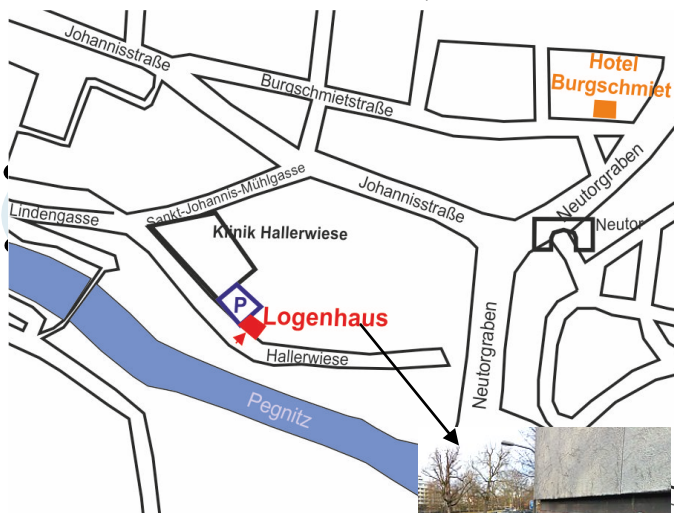 Johannisstraße
Hotel
Burgschmiet
Burgschmietstraße
Neutorgraben
Johannisstraße
Sankt-Johannis-Mühlgasse
Lindengasse
Neutor
Klinik Hallerwiese
P
Logenhaus
Hallerwiese
Neutorgraben
Pegnitz